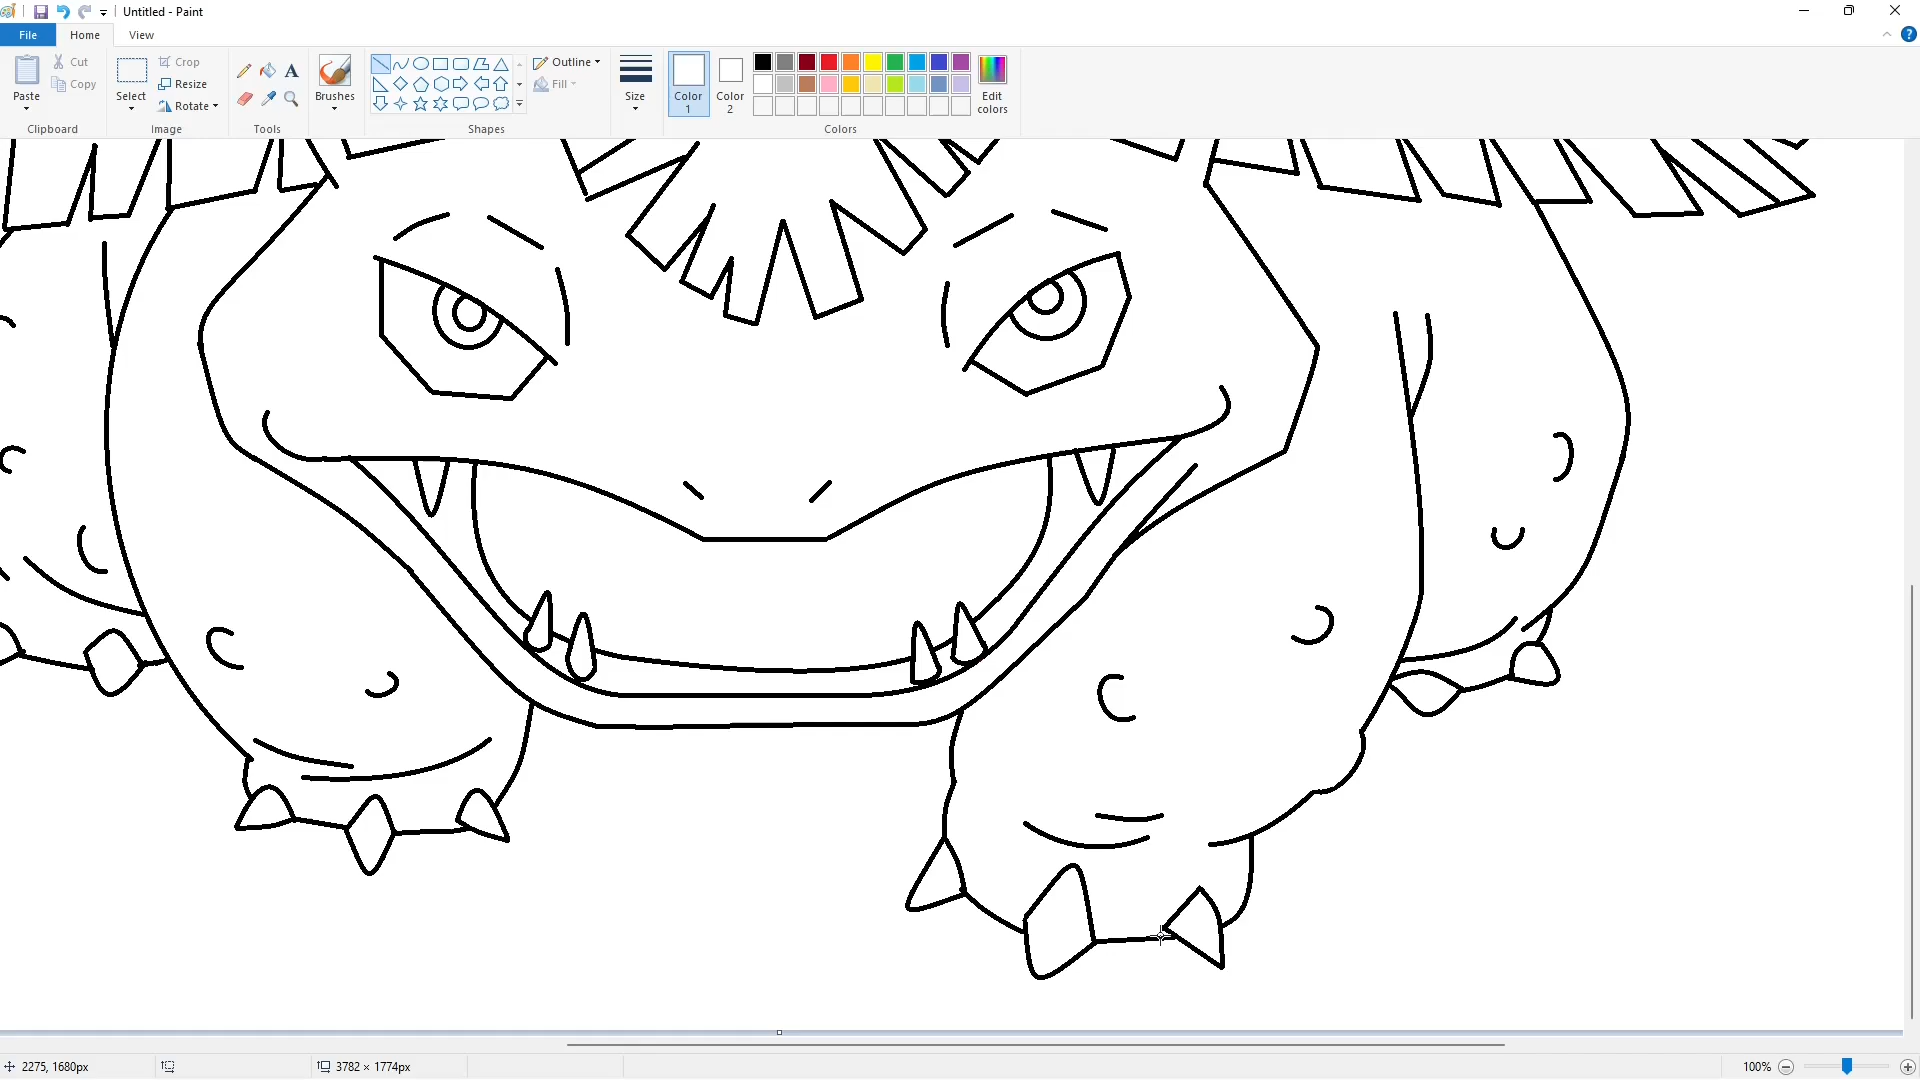 Untitled - Paint
File
Home
View
Paste
Cut
Copy
Clipboard
Select
Crop
Resize
Rotate
Image
A
Tools
Brushes
Shapes
Outline
Fill
Size
Color 1
Color 2
Edit colors
Colors
?
2275, 1680px
3782 × 1774px
100%